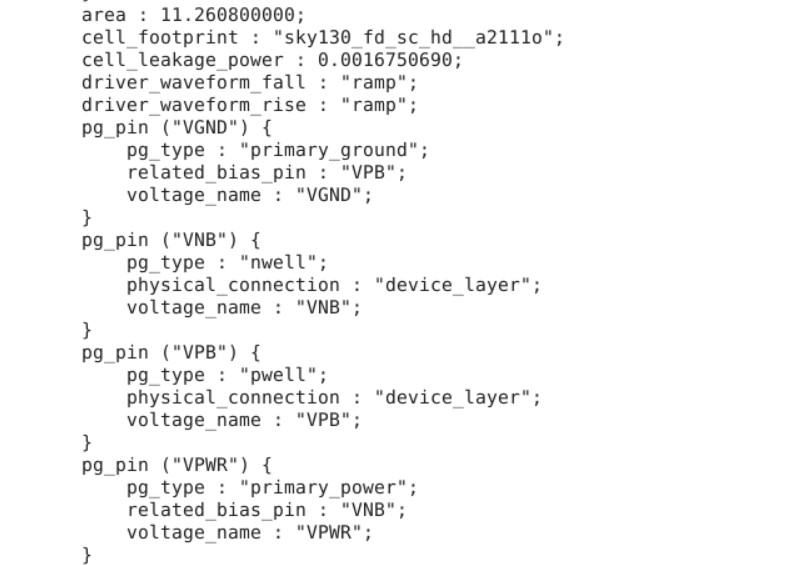 area : 11.260800000;
cell_footprint : "sky130_fd_sc_hd__a2111o";
cell_leakage_power : 0.0016750690;
driver_waveform_fall : "ramp";
driver_waveform_rise : "ramp";
pg_pin ("VGND") {
    pg_type : "primary_ground";
    related_bias_pin : "VPB";
    voltage_name : "VGND";
}
pg_pin ("VNB") {
    pg_type : "nwell";
    physical_connection : "device_layer";
    voltage_name : "VNB";
}
pg_pin ("VPB") {
    pg_type : "pwell";
    physical_connection : "device_layer";
    voltage_name : "VPB";
}
pg_pin ("VPWR") {
    pg_type : "primary_power";
    related_bias_pin : "VNB";
    voltage_name : "VPWR";
}